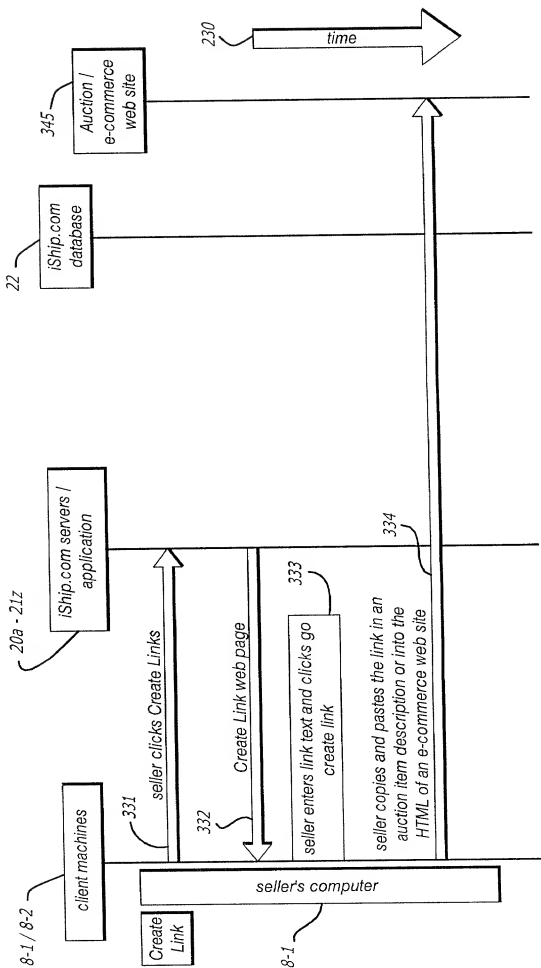 8-1 / 8-2
client machines
20a - 21z
iShip.com servers /
application
22
iShip.com
database
345
Auction /
e-commerce
web site
230
time
Create
Link
331
seller clicks Create Links
332
Create Link web page
seller enters link text and clicks go
create link
333
seller copies and pastes the link in an
auction item description or into the
HTML of an e-commerce web site
334
seller's computer
8-1